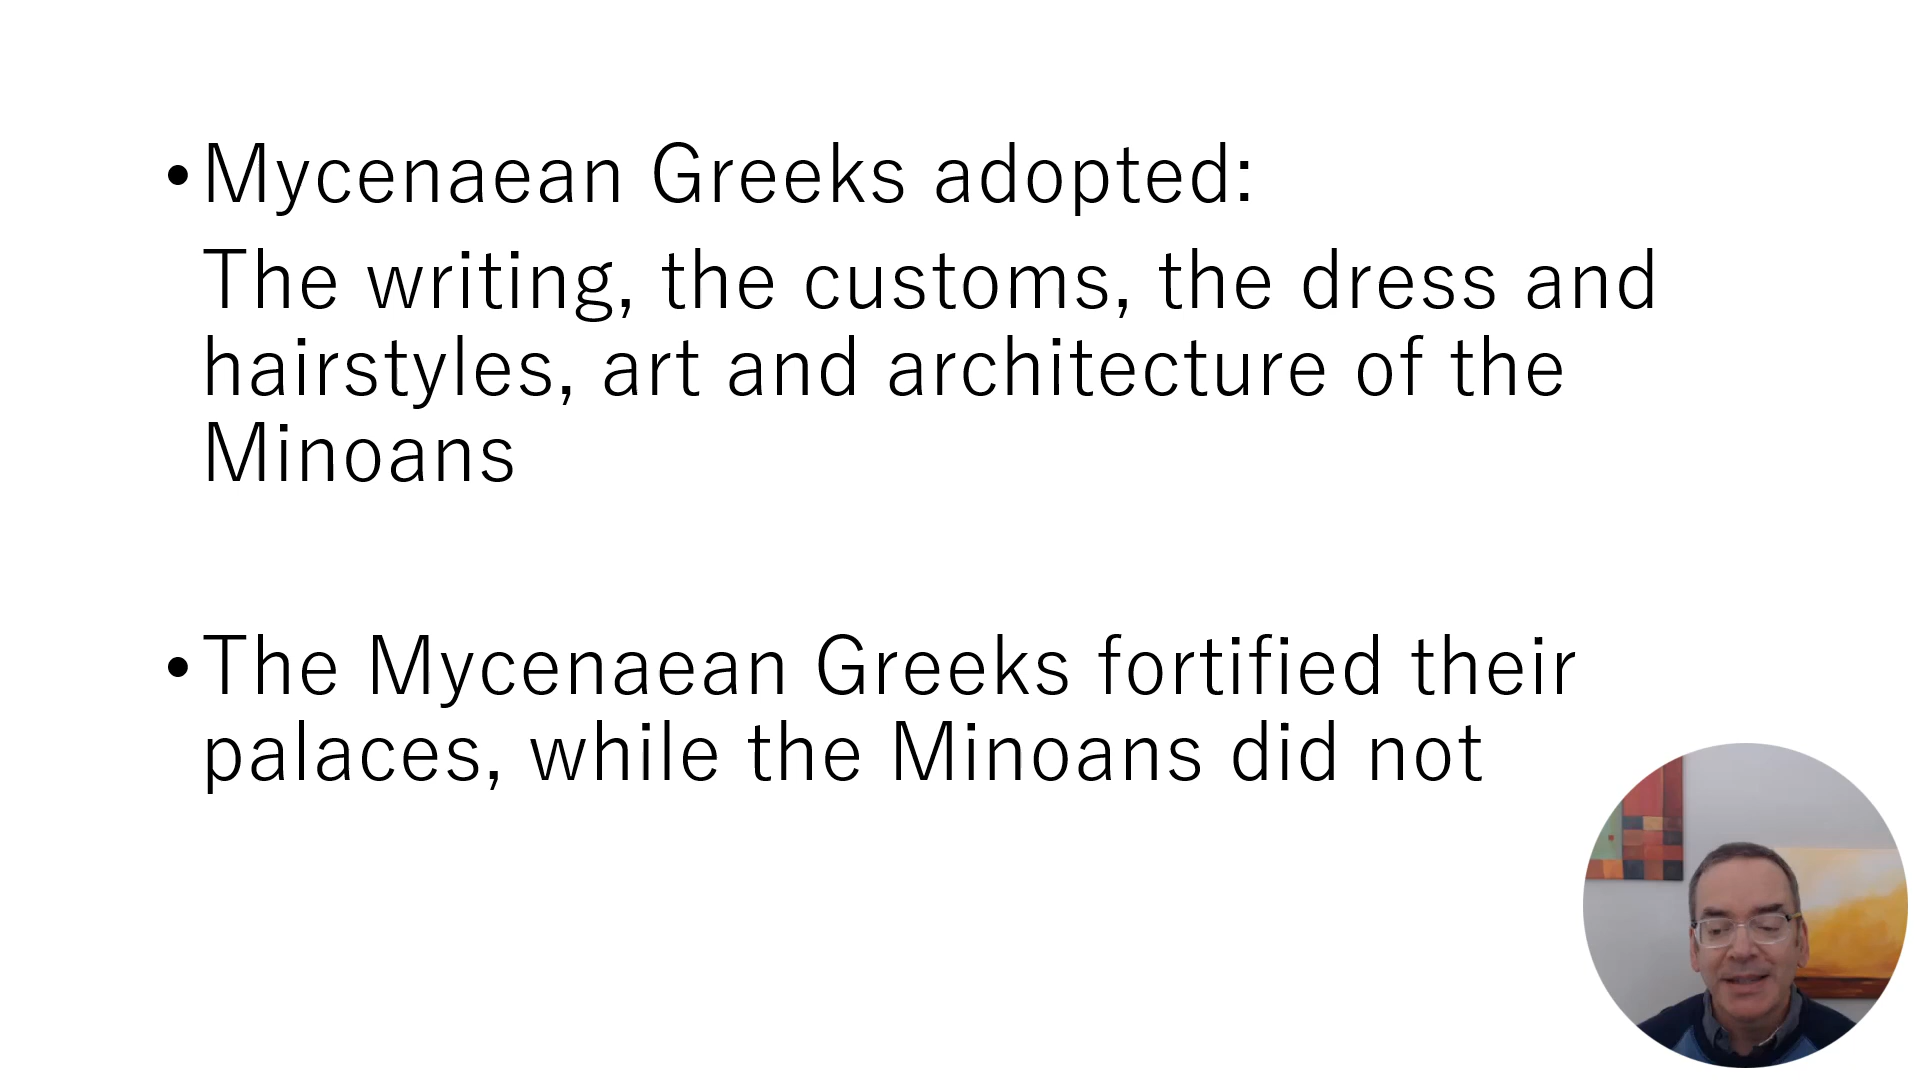 •Mycenaean Greeks adopted:
The writing, the customs, the dress and
hairstyles, art and architecture of the
Minoans
•The Mycenaean Greeks fortified their
palaces, while the Minoans did not